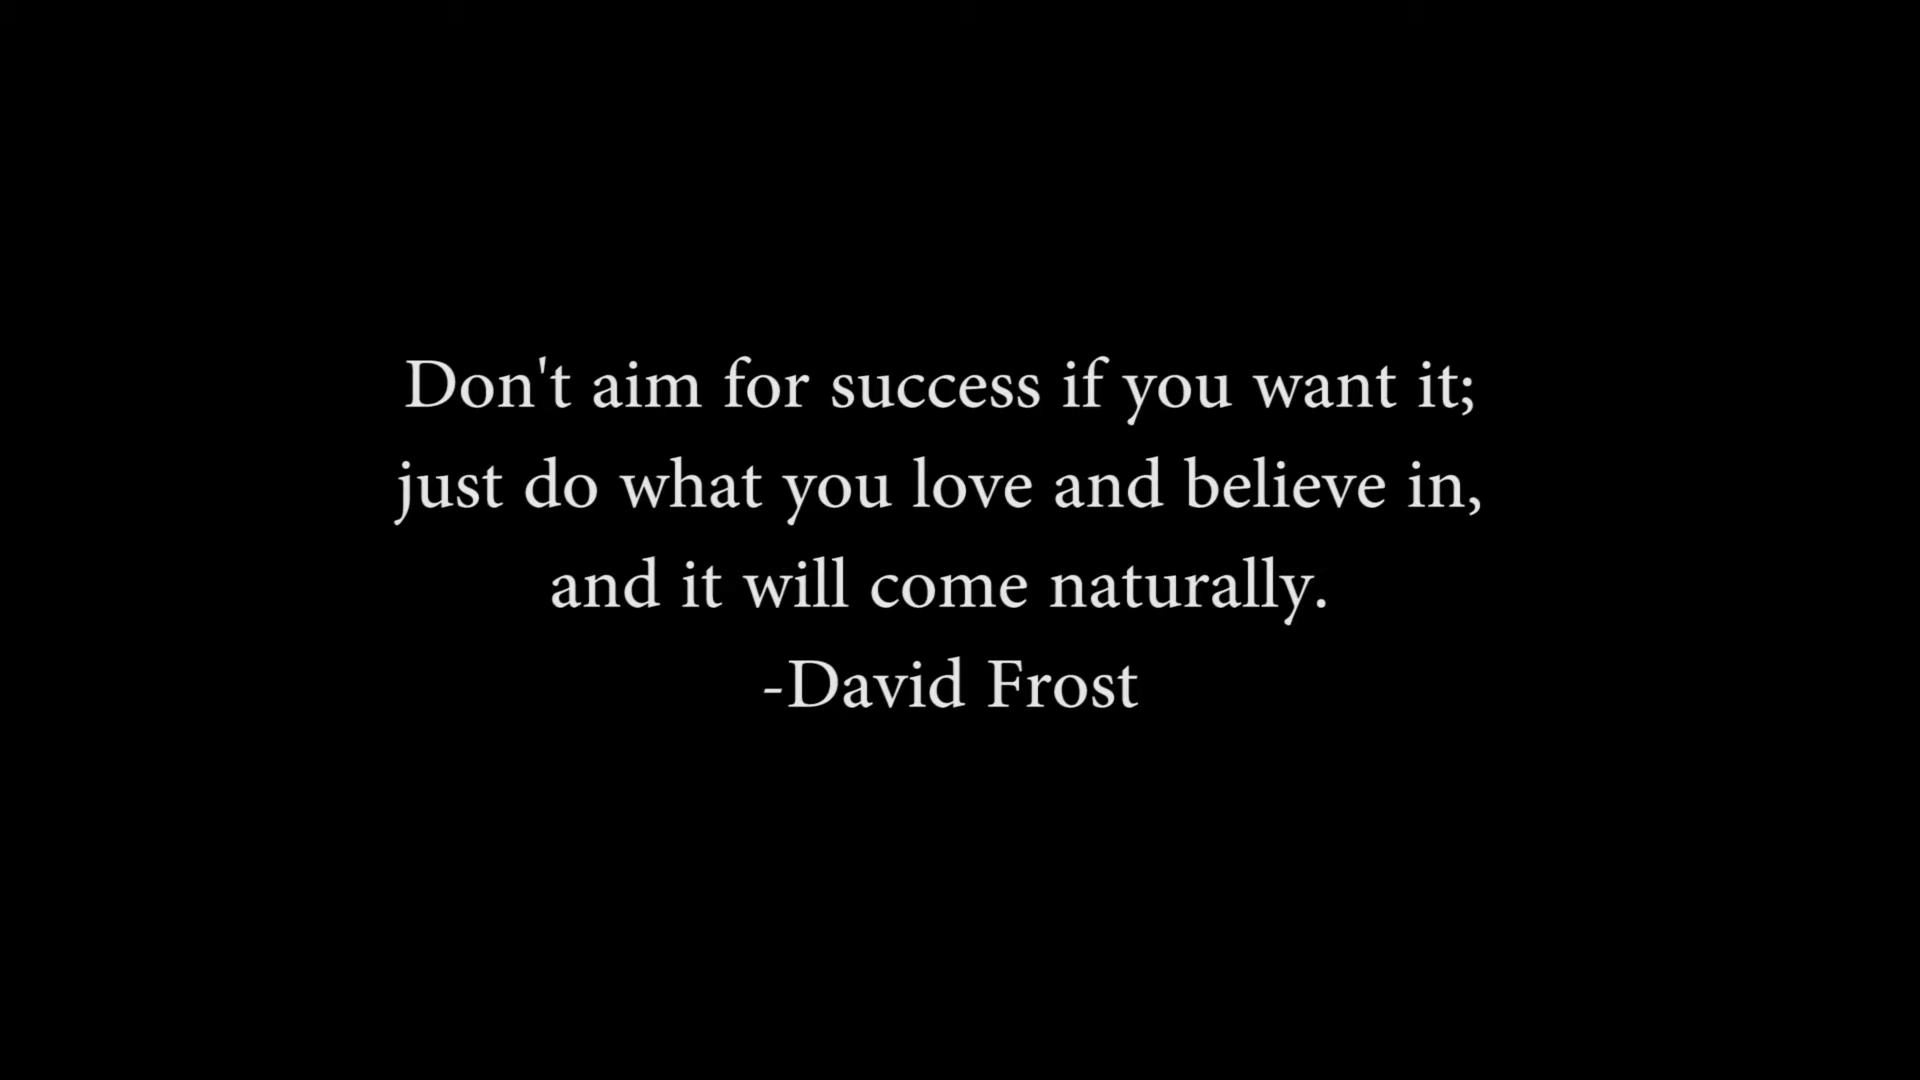 Don't aim for success if you want it;
just do what you love and believe in,
and it will come naturally.
-David Frost